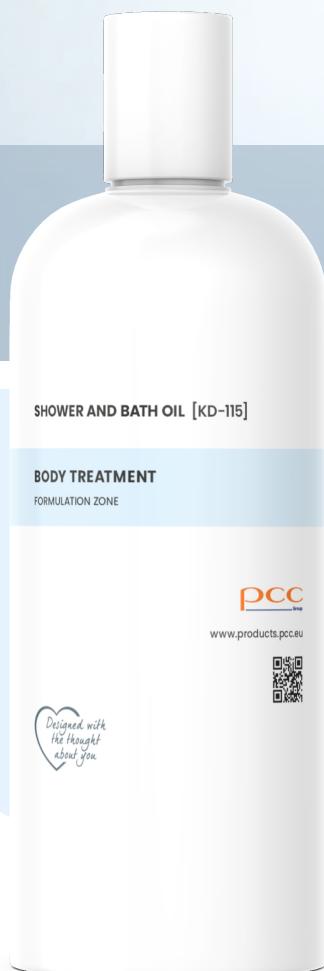 SHOWER AND BATH OIL [KD-115]
BODY TREATMENT
FORMULATION ZONE
pcc
Group
www.products.pcc.eu
Designed with
the thought
about you